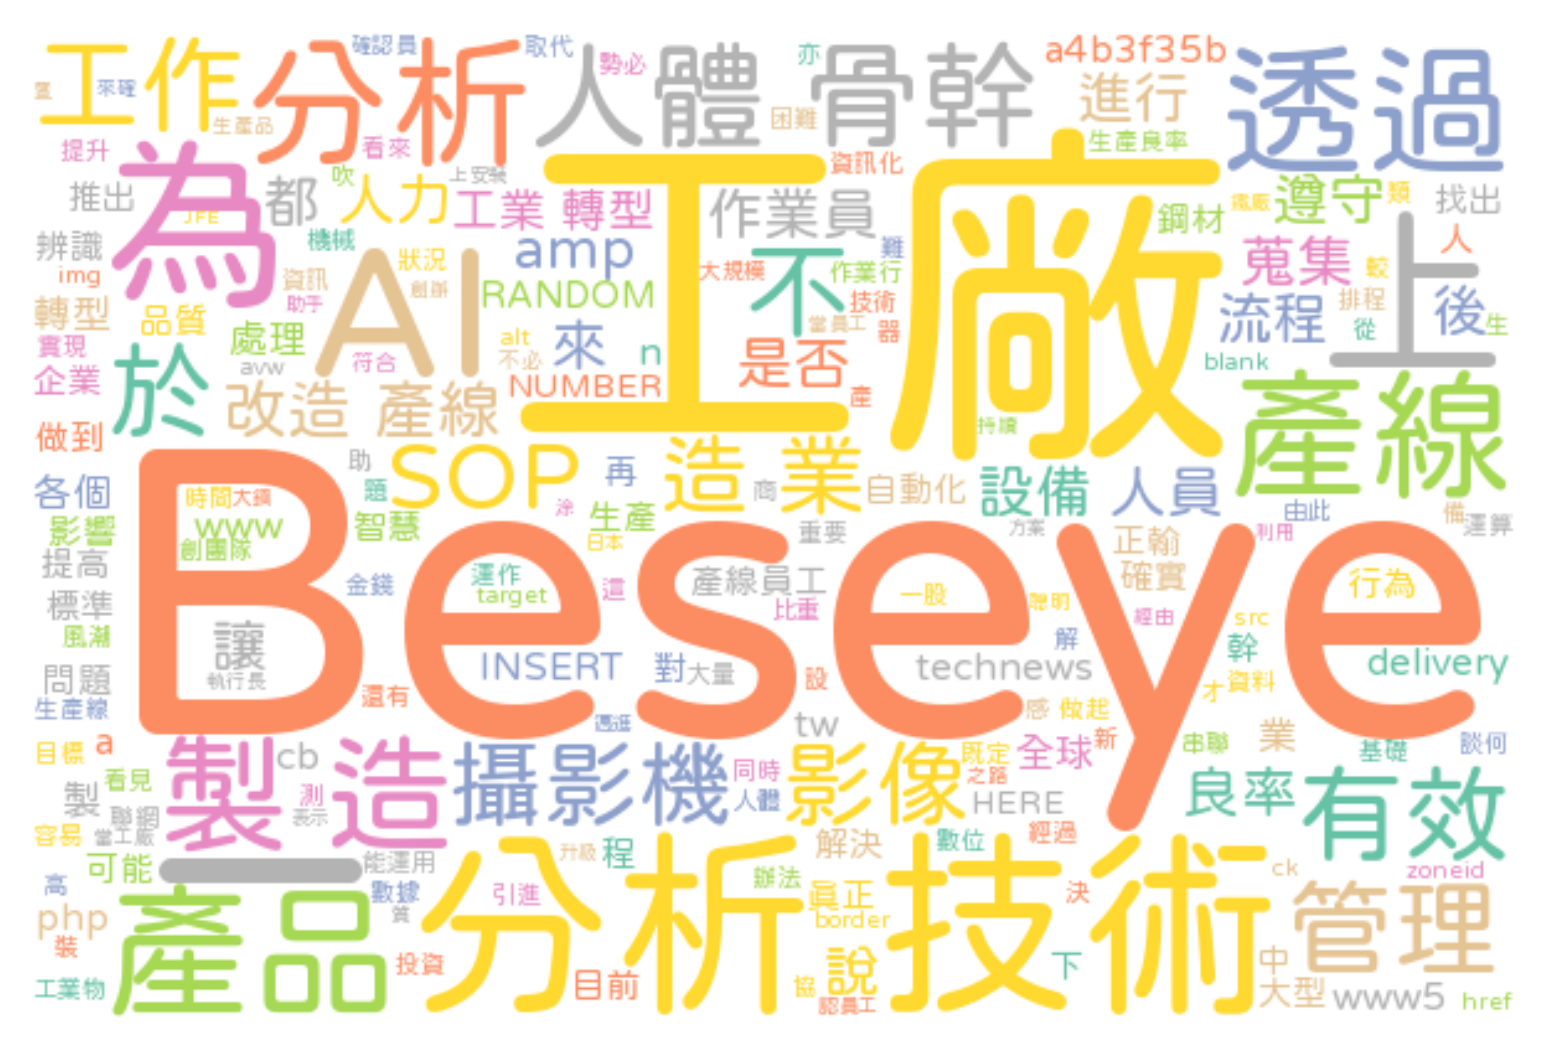 工作
分析
人體 骨幹
透過
確認員
取代
勢必
亦
a4b3f35b
進行
來確
生產品
困難
生產良率
提升
為
看來
吹
上安裝
資訊化
推出
都
人力
工業 轉型
作業員
工廠
鋼材
鐵廠
遵守
類
找出
JFE
機械
辨識
img
資訊
狀況
助手
創辦
AI
amp
RANDOM
不
難
大規模
作業行
技術
當員工
器
蒐集
較
人
上
轉型
品質
處理
實現
企業
avw
符合
alt
不必
來
n
NUMBER
是否
產
流程
排程
從
後
生
blank
於
改造 產線
做到
持續
產線
各個
助
題
SOP
再
造 業
商
自動化
設備
人員
時間
大鋼
www
創團隊
智慧
涂
生產
日本
重要
方案
由此
利用
備
運算
影響
提高
標準
風潮
Beseye
金錢
運作
target
這
產線員工
比重
一般
聰明
正翰
確實
經由
行為
src
讓
執行長
問題
生產線
還有
INSERT
對
大量
設
technews
解
幹
才
資料
delivery
目標
a
看見
製
聯網
當工廠
容易
製造
cb
測
表示
攝影機
tw
同時
人體
影像
既定
之路
感
做起
全球
新
HERE
經過
串聯
業
基礎
談何
良率
有效
可能
一
能運用
升級
程
解決
數位
高
php
裝
工業物
產品
數據
質
投資
分析技術
引進
目前
辦法
真正
border
說
協
認員工
決
下
ck
zoneid
管理
中
大型
www5
href